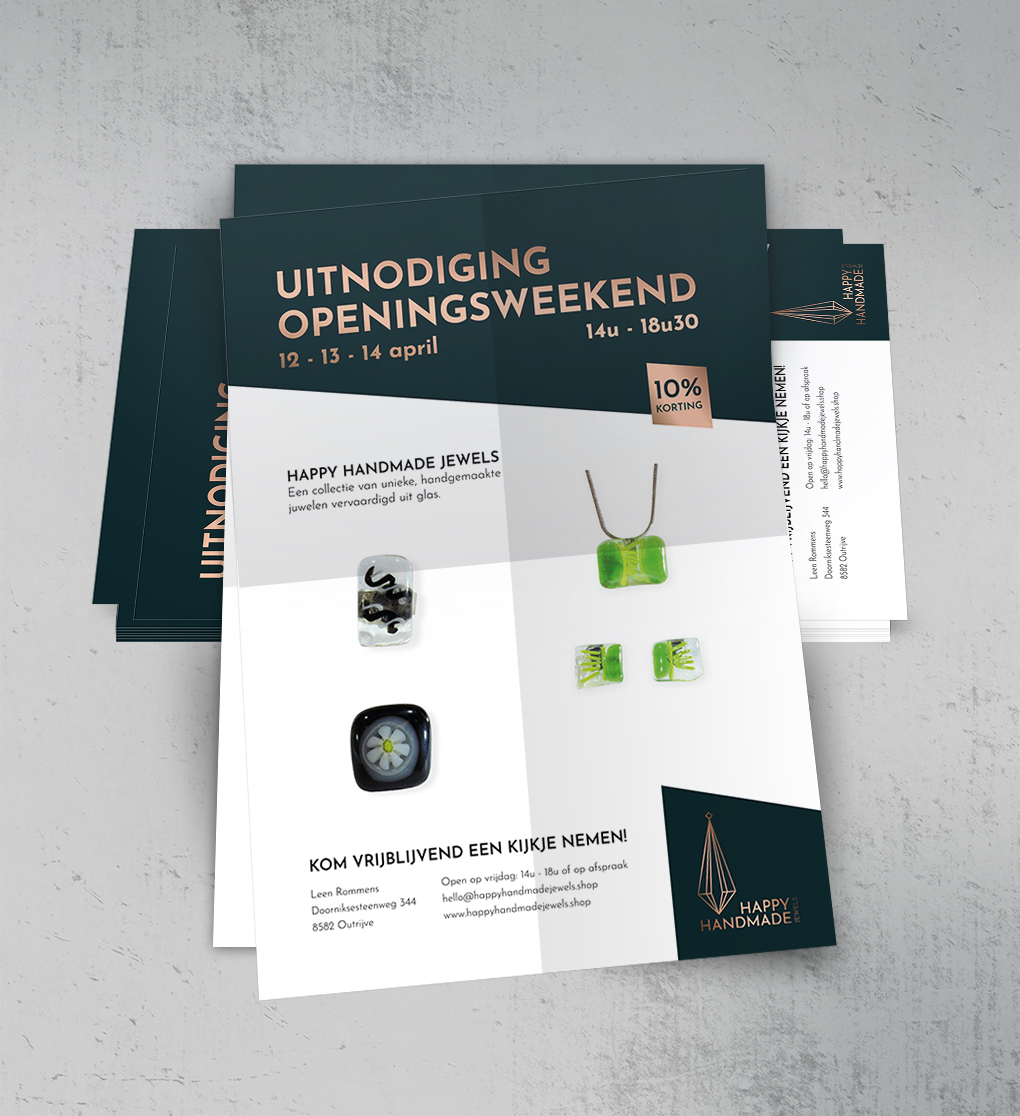 UITNODIGING
OPENINGSWEEKEND
12 - 13 - 14 april
14u - 18u30
10%
KORTING
HAPPY HANDMADE JEWELS
Een collectie van unieke, handgemaakte
juwelen vervaardigd uit glas.
KOM VRIJBLIJVEND EEN KIJKJE NEMEN!
Leen Rommens
Doorniksesteenweg 344
8582 Outrijve
Open op vrijdag: 14u - 18u of op afspraak
hello@happyhandmadejewels.shop
www.happyhandmadejewels.shop
HAPPY
HANDMADE
JEWELS
UITNODIGING
HAPPY
HANDMADE
VRIJBLIJVEND EEN KIJKJE NEMEN!
Leen Rommens
Doorniksesteenweg 344
8582 Outrijve
Open op vrijdag: 14u - 18u of op afspraak
hello@happyhandmadejewels.shop
www.happyhandmadejewels.shop